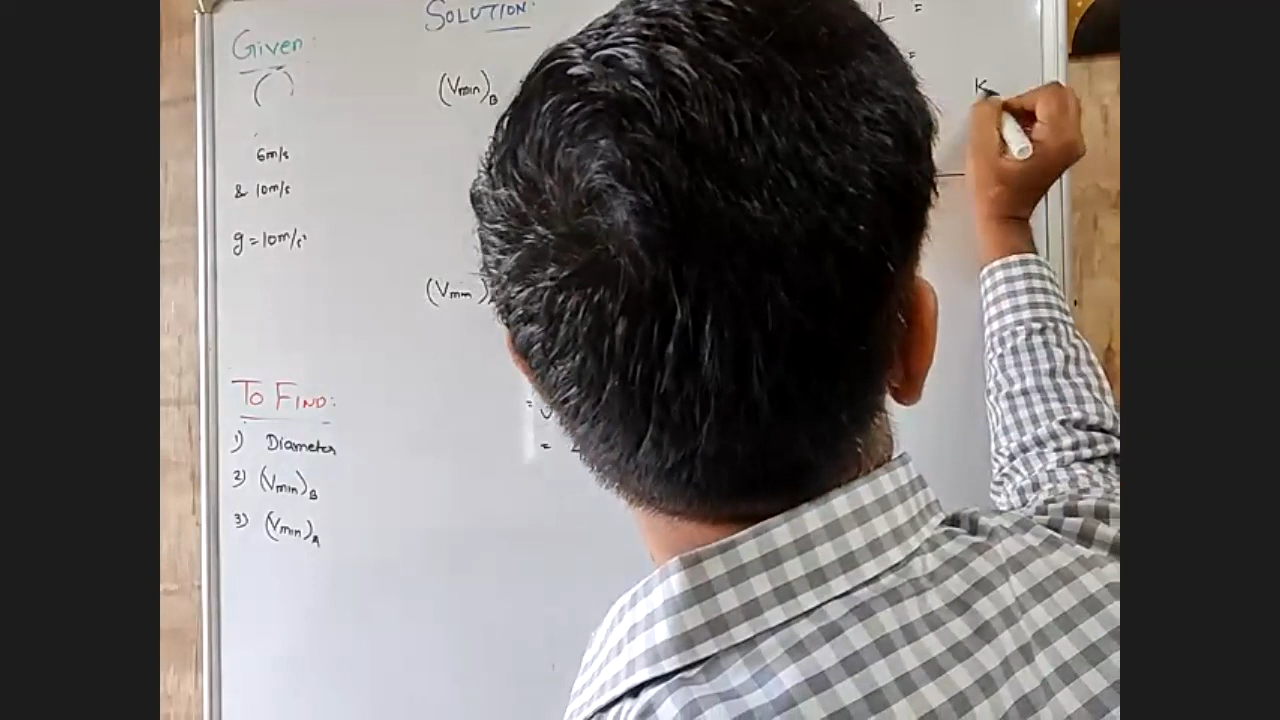 SOLUTION:
Given:
(Vmin)B
6m/s
& 10m/s
g = 10m/s²
(Vmin)
To FIND:
1) Diameter
2) (Vmin)B
3) (Vmin)A
L =
=
K
=
=